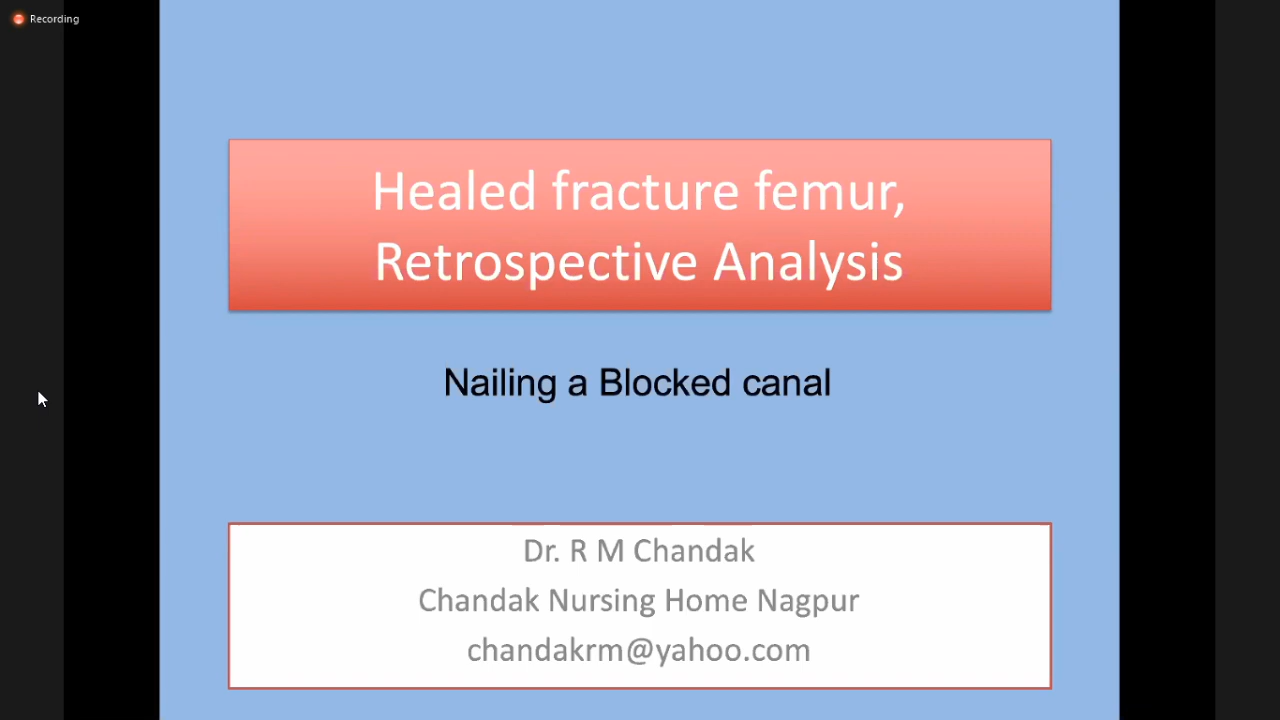 Recording
Healed fracture femur,
Retrospective Analysis
Nailing a Blocked canal
Dr. R M Chandak
Chandak Nursing Home Nagpur
chandakrm@yahoo.com